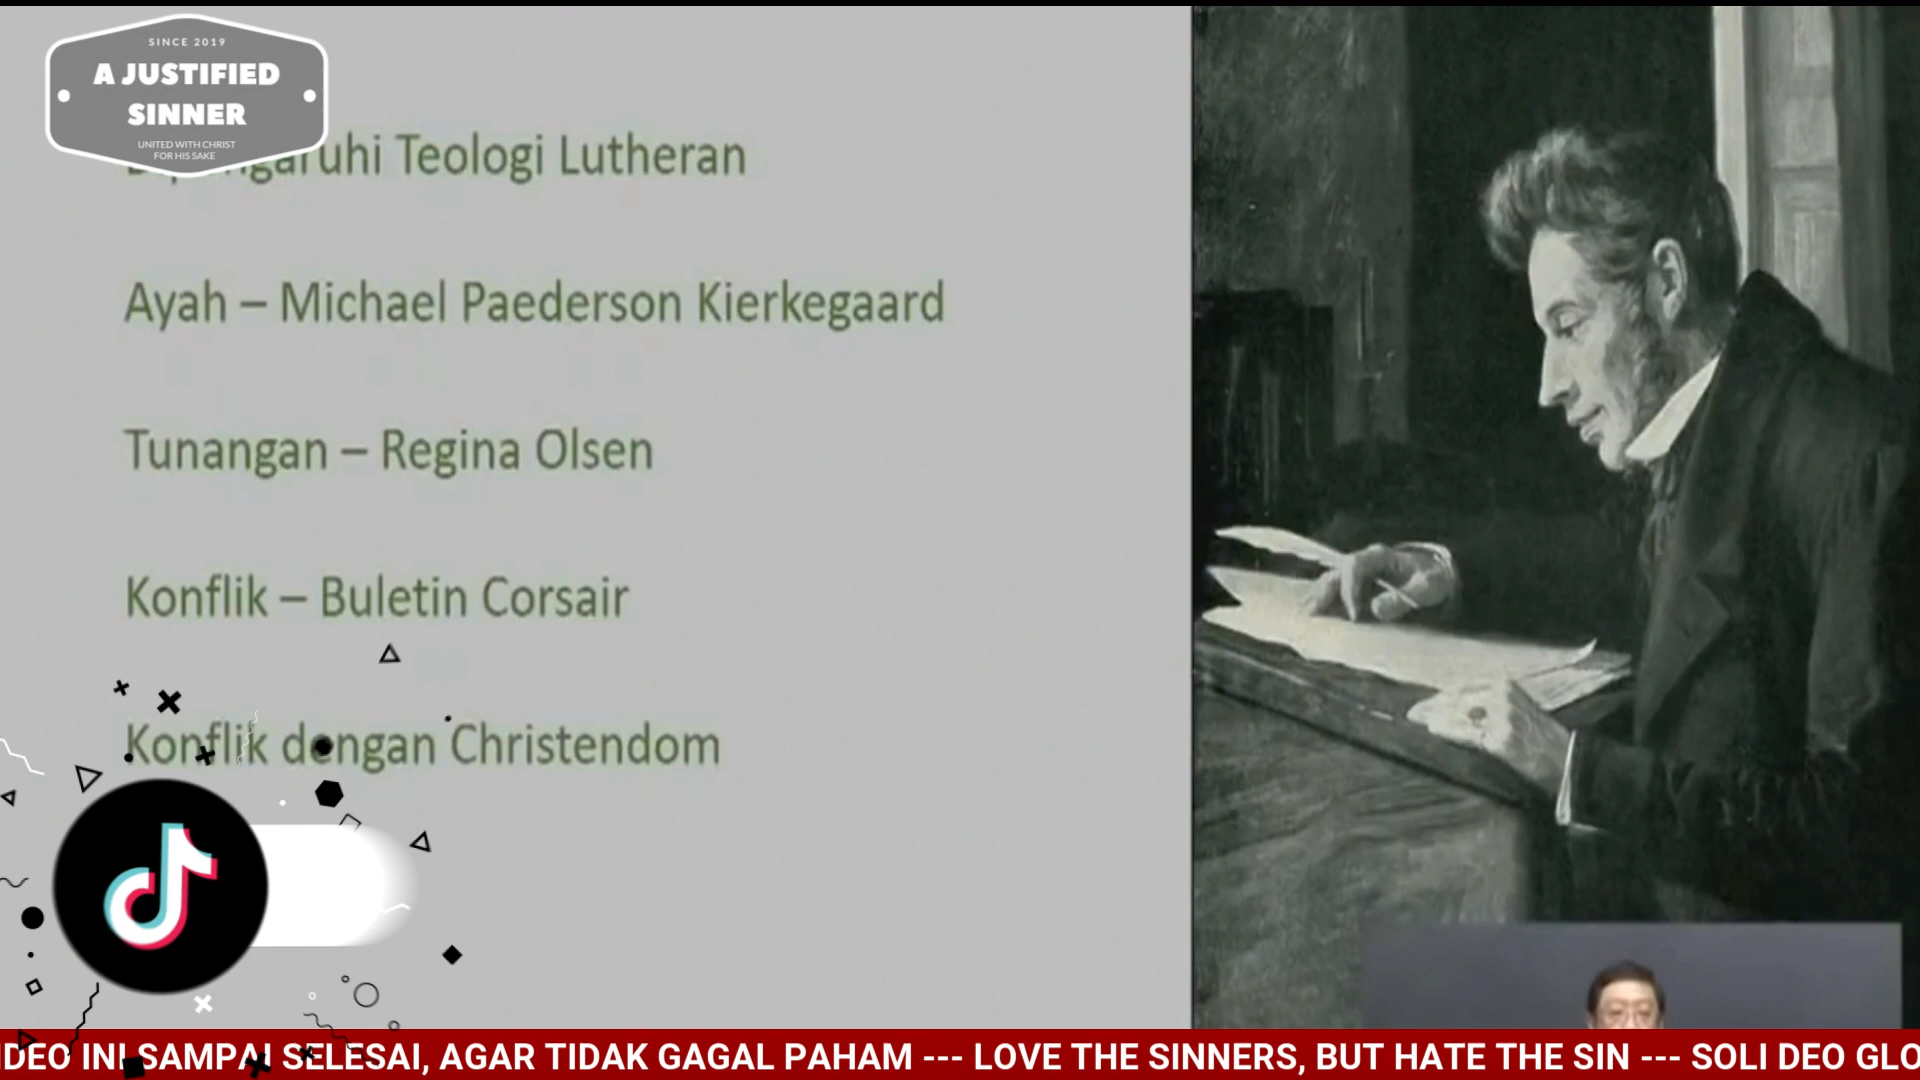 SINCE 2019
A JUSTIFIED
SINNER
UNITED WITH CHRIST
FOR HIS SAKE
Teologi Lutheran
Ayah – Michael Paederson Kierkegaard
Tunangan – Regina Olsen
Konflik – Buletin Corsair
Konflik dengan Christendom
INI SAMPAI SELESAI, AGAR TIDAK GAGAL PAHAM --- LOVE THE SINNERS, BUT HATE THE SIN --- SOLI DEO